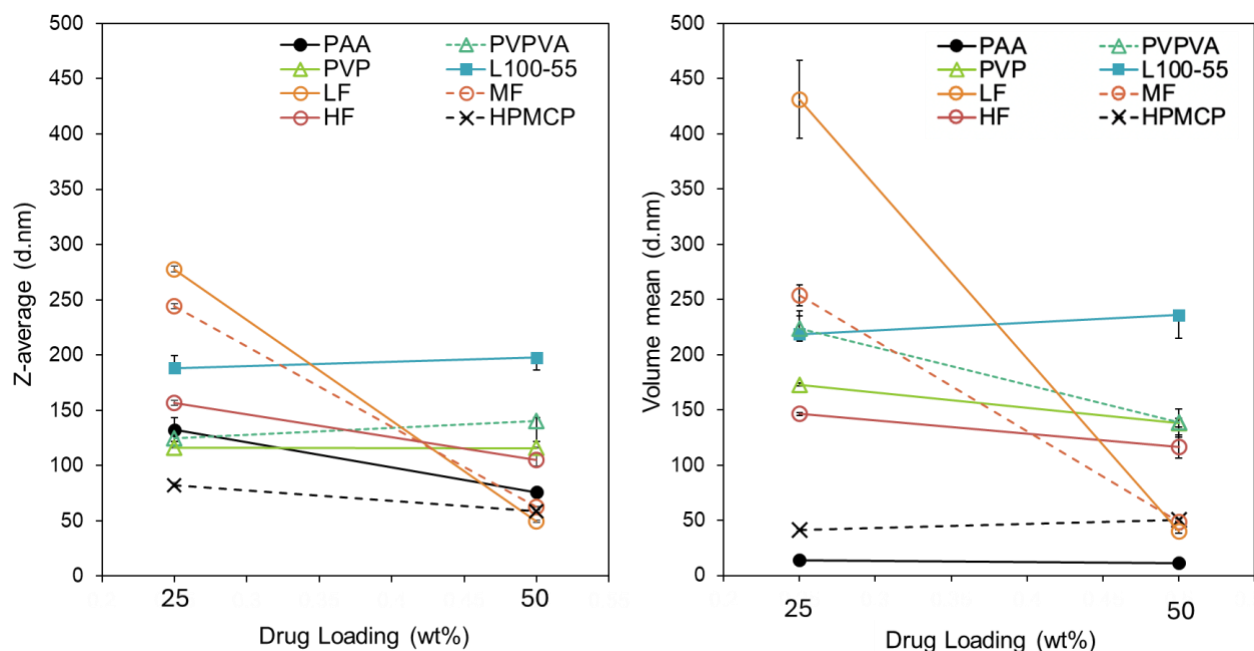 500
450
400
350
300
250
200
150
100
50
0
Z-average (d.nm)
PAA PVPVA
PVP L100-55
LF MF
HF HPMCP
25 50
Drug Loading (wt%)
500
450
400
350
300
250
200
150
100
50
0
Volume mean (d.nm)
PAA PVPVA
PVP L100-55
LF MF
HF HPMCP
25 50
Drug Loading (wt%)